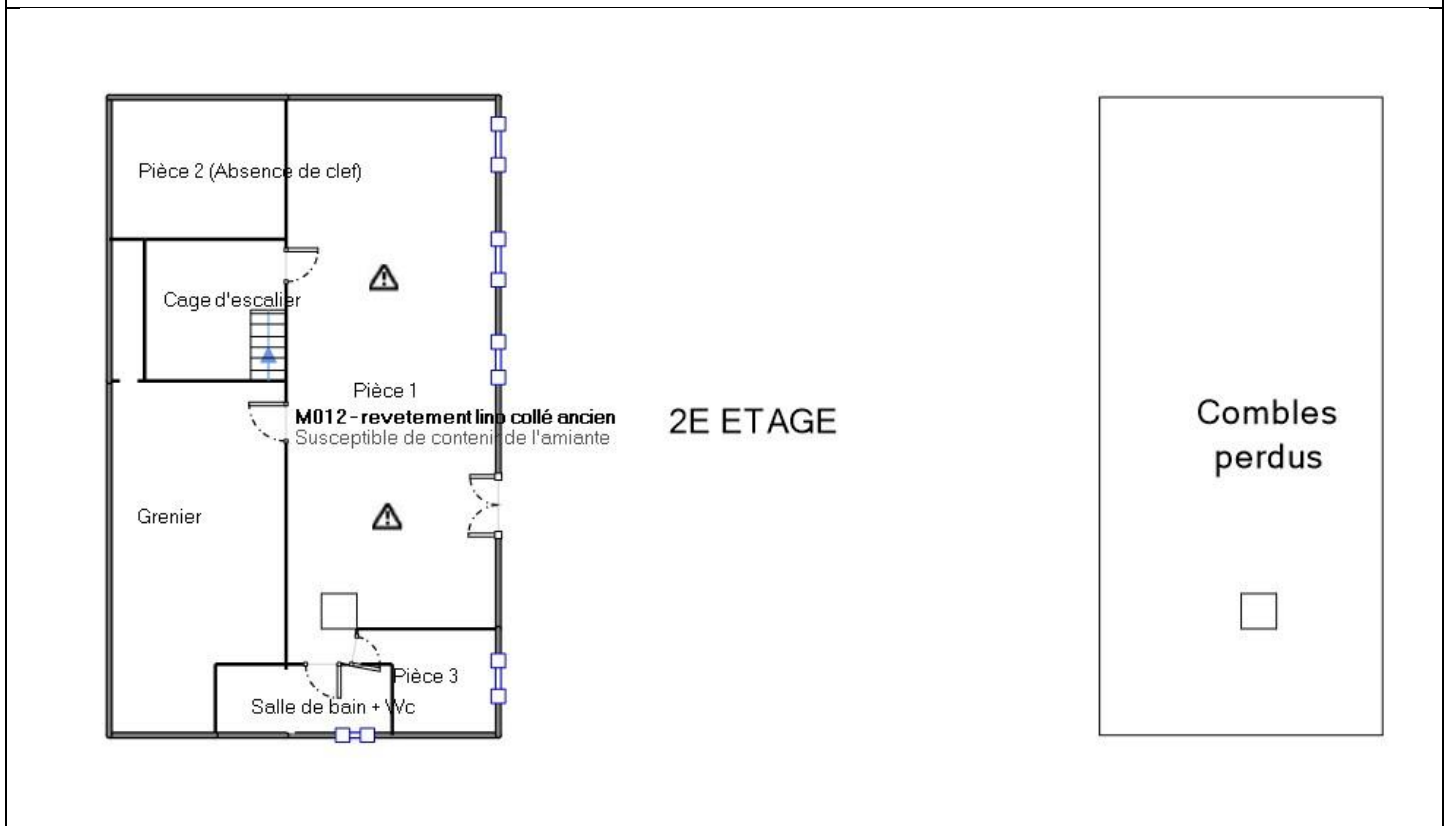 Pièce 2 (Absence de clef)
Cage d'escalier
Pièce 1
M012 - revetement lino collé ancien
Susceptible de contenir de l'amiante
2E ETAGE
Combles
perdus
Grenier
Pièce 3
Salle de bain + Wc